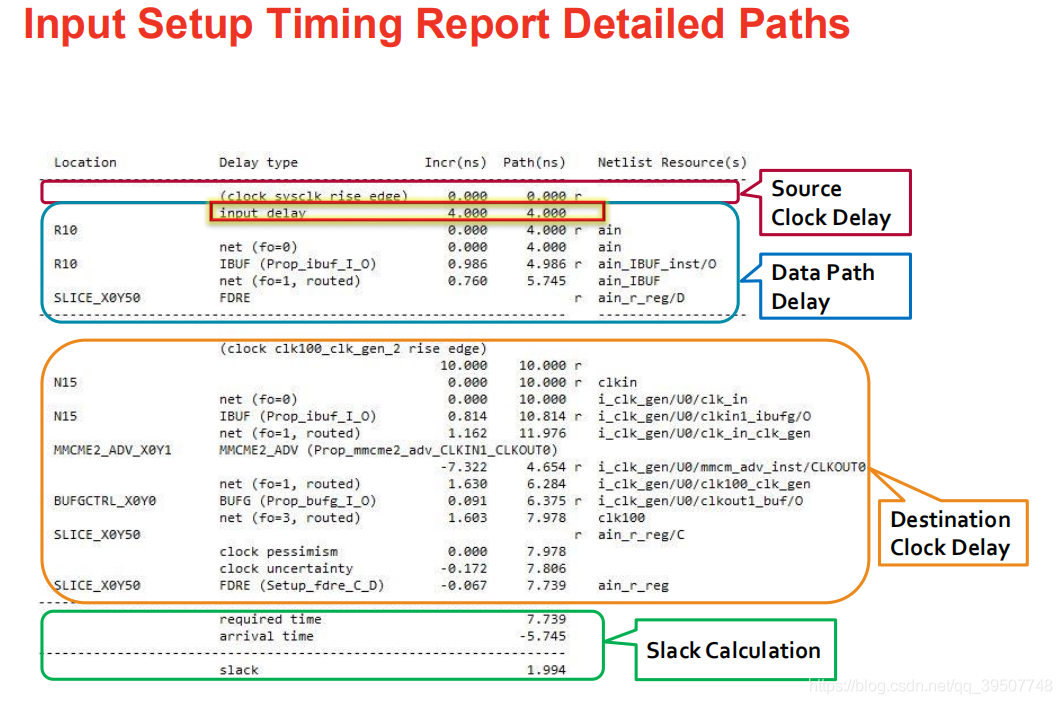 Input Setup Timing Report Detailed Paths
Location Delay type Incr(ns) Path(ns) Netlist Resource(s)
(clock sysclk rise edge) 0.000 0.000 r
input delay 4.000 4.000
R10 0.000 4.000 r ain
net (fo=0) 0.000 4.000 ain
R10 IBUF (Prop_ibuf_I_O) 0.986 4.986 r ain_IBUF_inst/O
net (fo=1, routed) 0.760 5.745 ain_IBUF
SLICE_X0Y50 FDRE r ain_r_reg/D
Source
Clock Delay
Data Path
Delay
(clock clk100_clk_gen_2 rise edge)
10.000 10.000 r
N15 0.000 10.000 r clkin
net (fo=0) 0.000 10.000 i_clk_gen/U0/clk_in
N15 IBUF (Prop_ibuf_I_O) 0.814 10.814 r i_clk_gen/U0/clkin1_ibufg/O
net (fo=1, routed) 1.162 11.976 i_clk_gen/U0/clk_in_clk_gen
MMCME2_ADV_X0Y1 MMCME2_ADV (Prop_mmcme2_adv_CLKIN1_CLKOUT0)
-7.322 4.654 r i_clk_gen/U0/mmcm_adv_inst/CLKOUT0
net (fo=1, routed) 1.630 6.284 i_clk_gen/U0/clk100_clk_gen
BUFGCTRL_X0Y0 BUFG (Prop_bufg_I_O) 0.091 6.375 r i_clk_gen/U0/clkout1_buf/O
net (fo=3, routed) 1.603 7.978 clk100
SLICE_X0Y50 r ain_r_reg/C
clock pessimism 0.000 7.978
clock uncertainty -0.172 7.806
SLICE_X0Y50 FDRE (Setup_fdre_C_D) -0.067 7.739 ain_r_reg
Destination
Clock Delay
required time 7.739
arrival time -5.745
slack 1.994
Slack Calculation
https://blog.csdn.net/qq_39507748